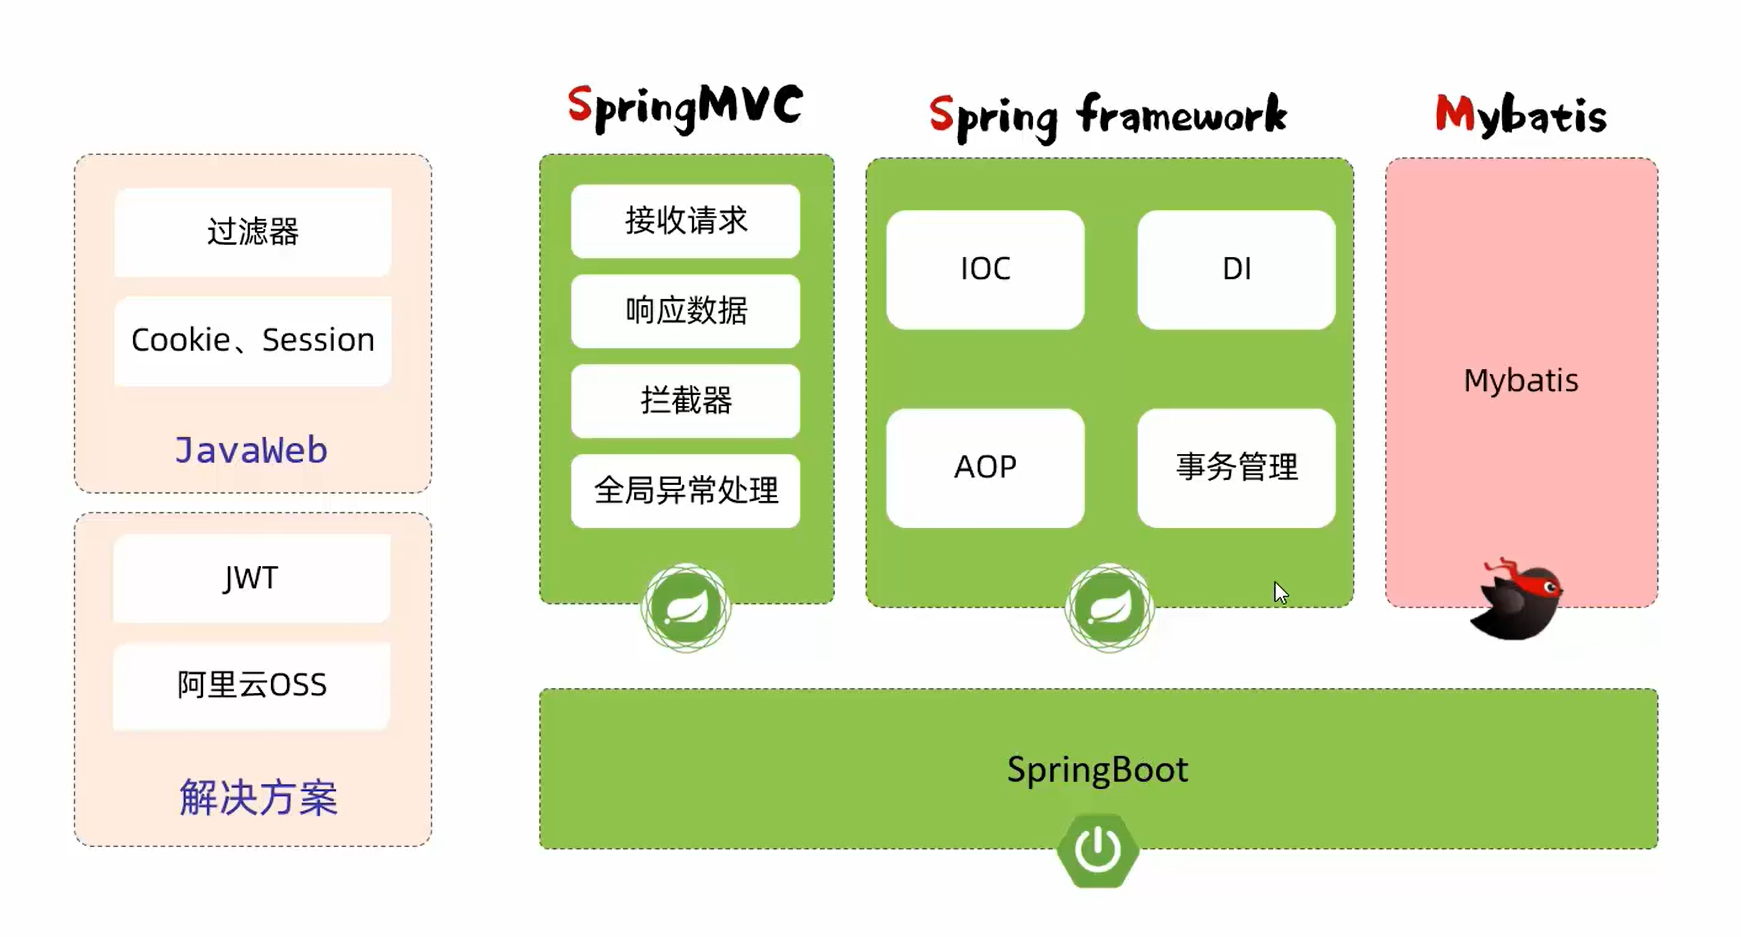 过滤器
Cookie、Session
JavaWeb
JWT
阿里云OSS
解决方案
SpringMVC
接收请求
响应数据
拦截器
全局异常处理
Spring framework
IOC
DI
AOP
事务管理
Mybatis
Mybatis
SpringBoot